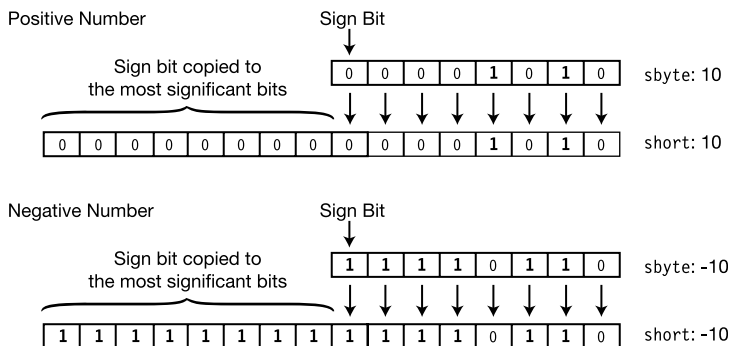 Positive Number
Sign Bit
0 0 0 0 1 0 1 0 sbyte: 10
Sign bit copied to
the most significant bits
0 0 0 0 0 0 0 0 0 0 0 0 1 0 1 0 short: 10
Negative Number
Sign Bit
1 1 1 1 0 1 1 0 sbyte: -10
Sign bit copied to
the most significant bits
1 1 1 1 1 1 1 1 1 1 1 1 0 1 1 0 short: -10